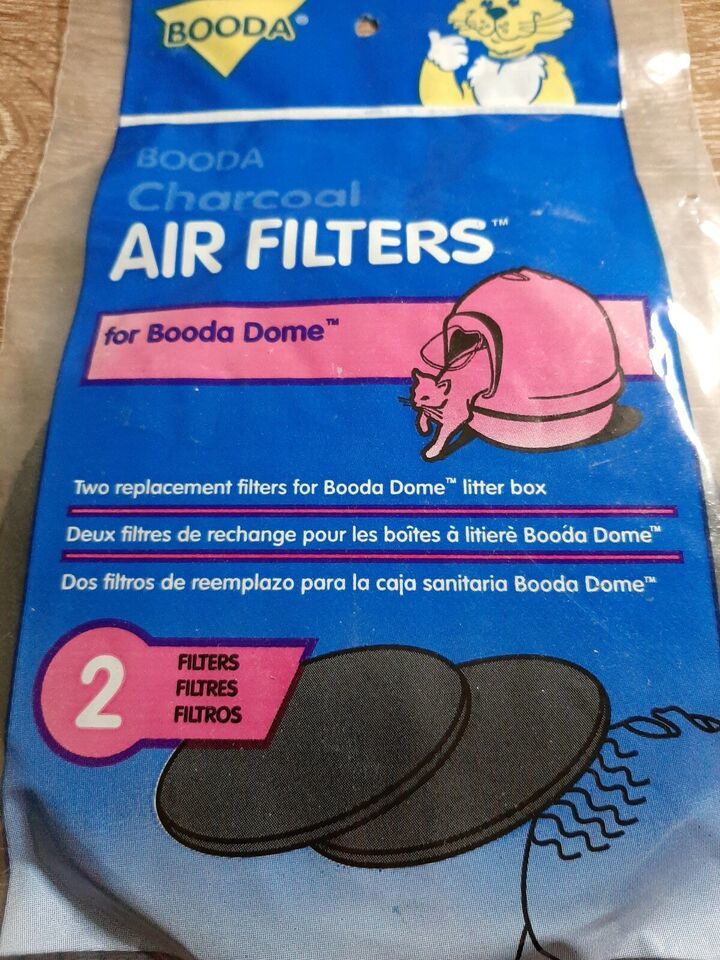 BOODA®
BOODA
Charcoal
AIR FILTERS™
for Booda Dome™
Two replacement filters for Booda Dome™ litter box
Deux filtres de rechange pour les boîtes à litierè Booda Dome™
Dos filtros de reemplazo para la caja sanitaria Booda Dome™
2
FILTERS
FILTRES
FILTROS